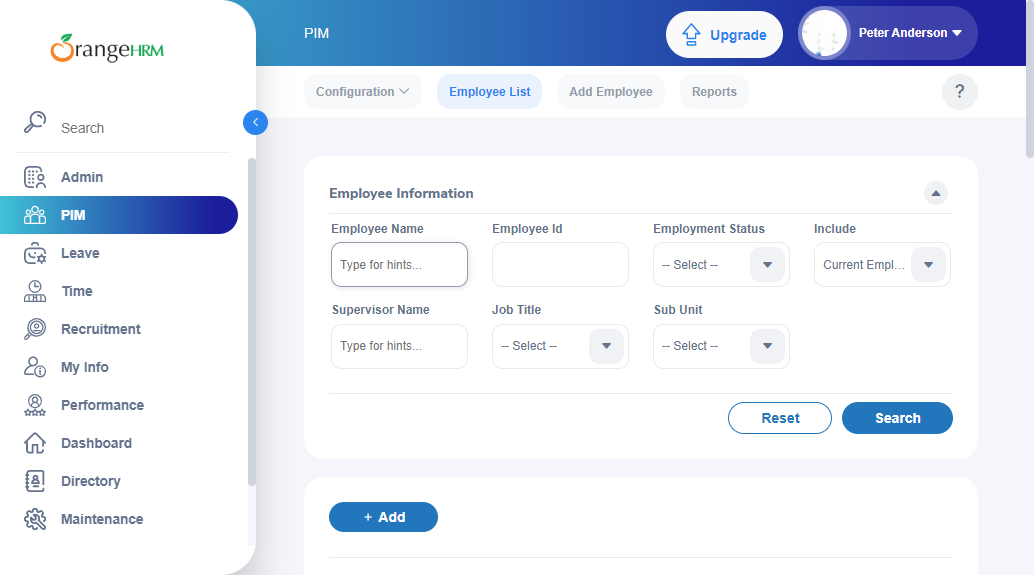 OrangeHRM
PIM
Upgrade
Peter Anderson
Search
Admin
PIM
Leave
Time
Recruitment
My Info
Performance
Dashboard
Directory
Maintenance
Configuration
Employee List
Add Employee
Reports
?
Employee Information
Employee Name
Employee Id
Employment Status
Include
Type for hints...
-- Select --
Current Empl...
Supervisor Name
Job Title
Sub Unit
Type for hints...
-- Select --
-- Select --
Reset
Search
+ Add